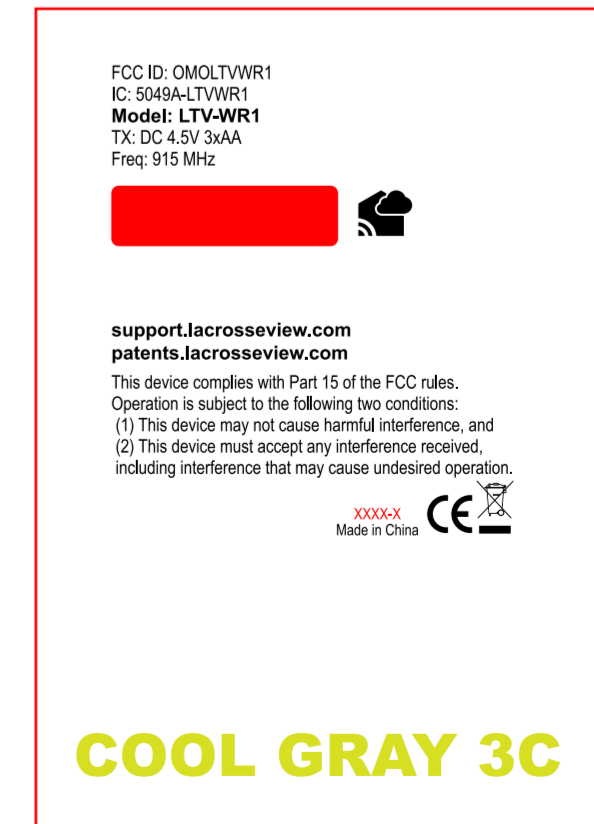 FCC ID: OMOLTVWR1
IC: 5049A-LTVWR1
Model: LTV-WR1
TX: DC 4.5V 3xAA
Freq: 915 MHz
support.lacrosseview.com
patents.lacrosseview.com
This device complies with Part 15 of the FCC rules.
Operation is subject to the following two conditions:
(1) This device may not cause harmful interference, and
(2) This device must accept any interference received,
including interference that may cause undesired operation.
XXXX-X
Made in China
CE
COOL GRAY 3C